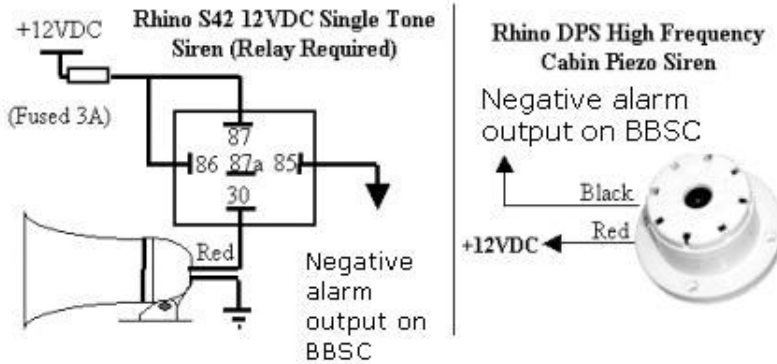 Rhino S42 12VDC Single Tone
Siren (Relay Required)
+12VDC
(Fused 3A)
87
86 87a 85
30
Red
Negative
alarm
output on
BBSC
Rhino DPS High Frequency
Cabin Piezo Siren
Negative alarm
output on BBSC
Black
Red
+12VDC